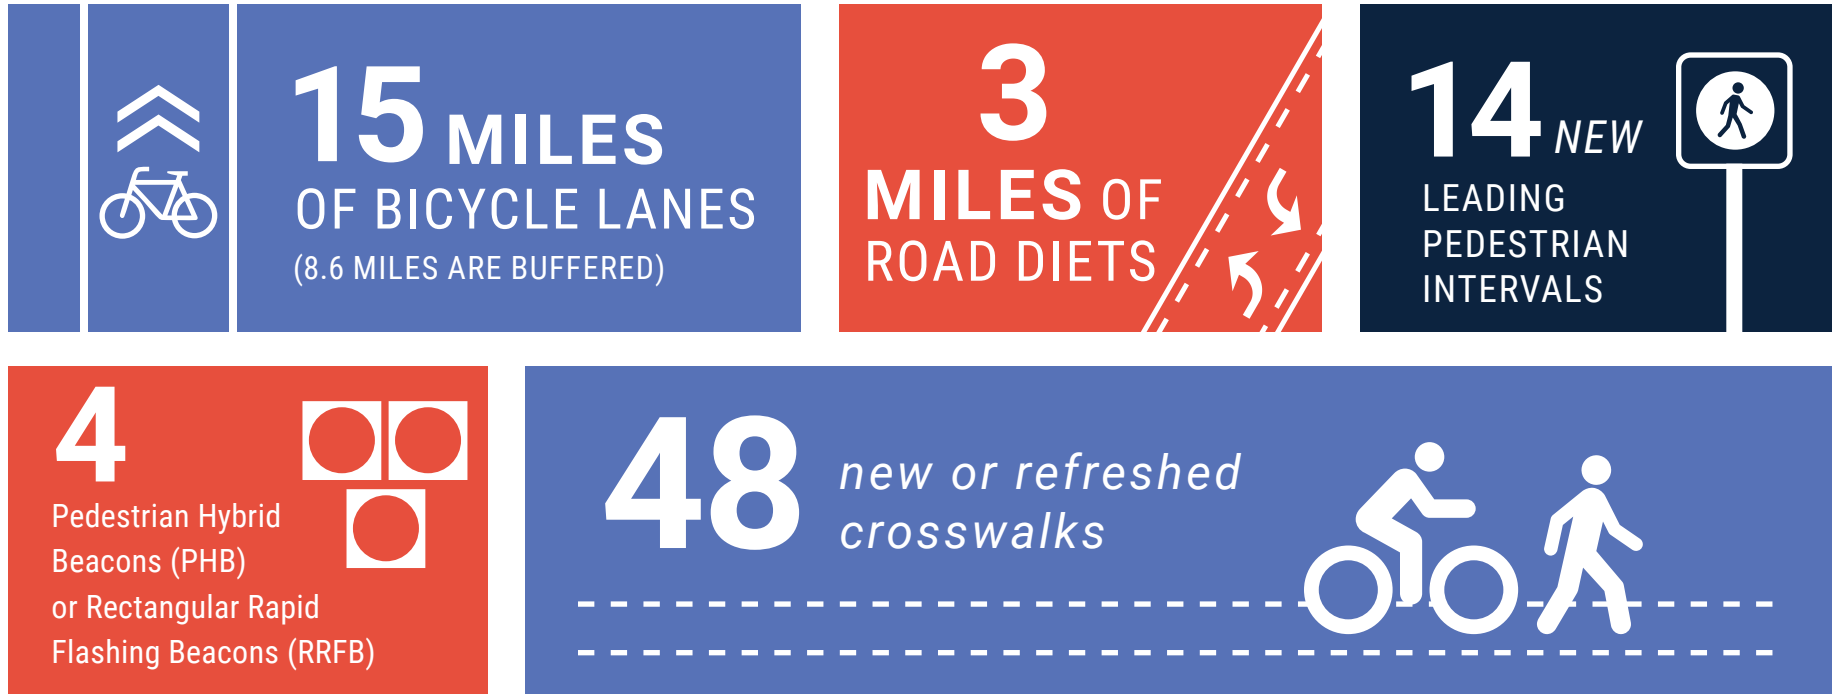 15 MILES
OF BICYCLE LANES
(8.6 MILES ARE BUFFERED)
3
MILES OF
ROAD DIETS
14 NEW
LEADING
PEDESTRIAN
INTERVALS
4
Pedestrian Hybrid
Beacons (PHB)
or Rectangular Rapid
Flashing Beacons (RRFB)
48 new or refreshed
crosswalks